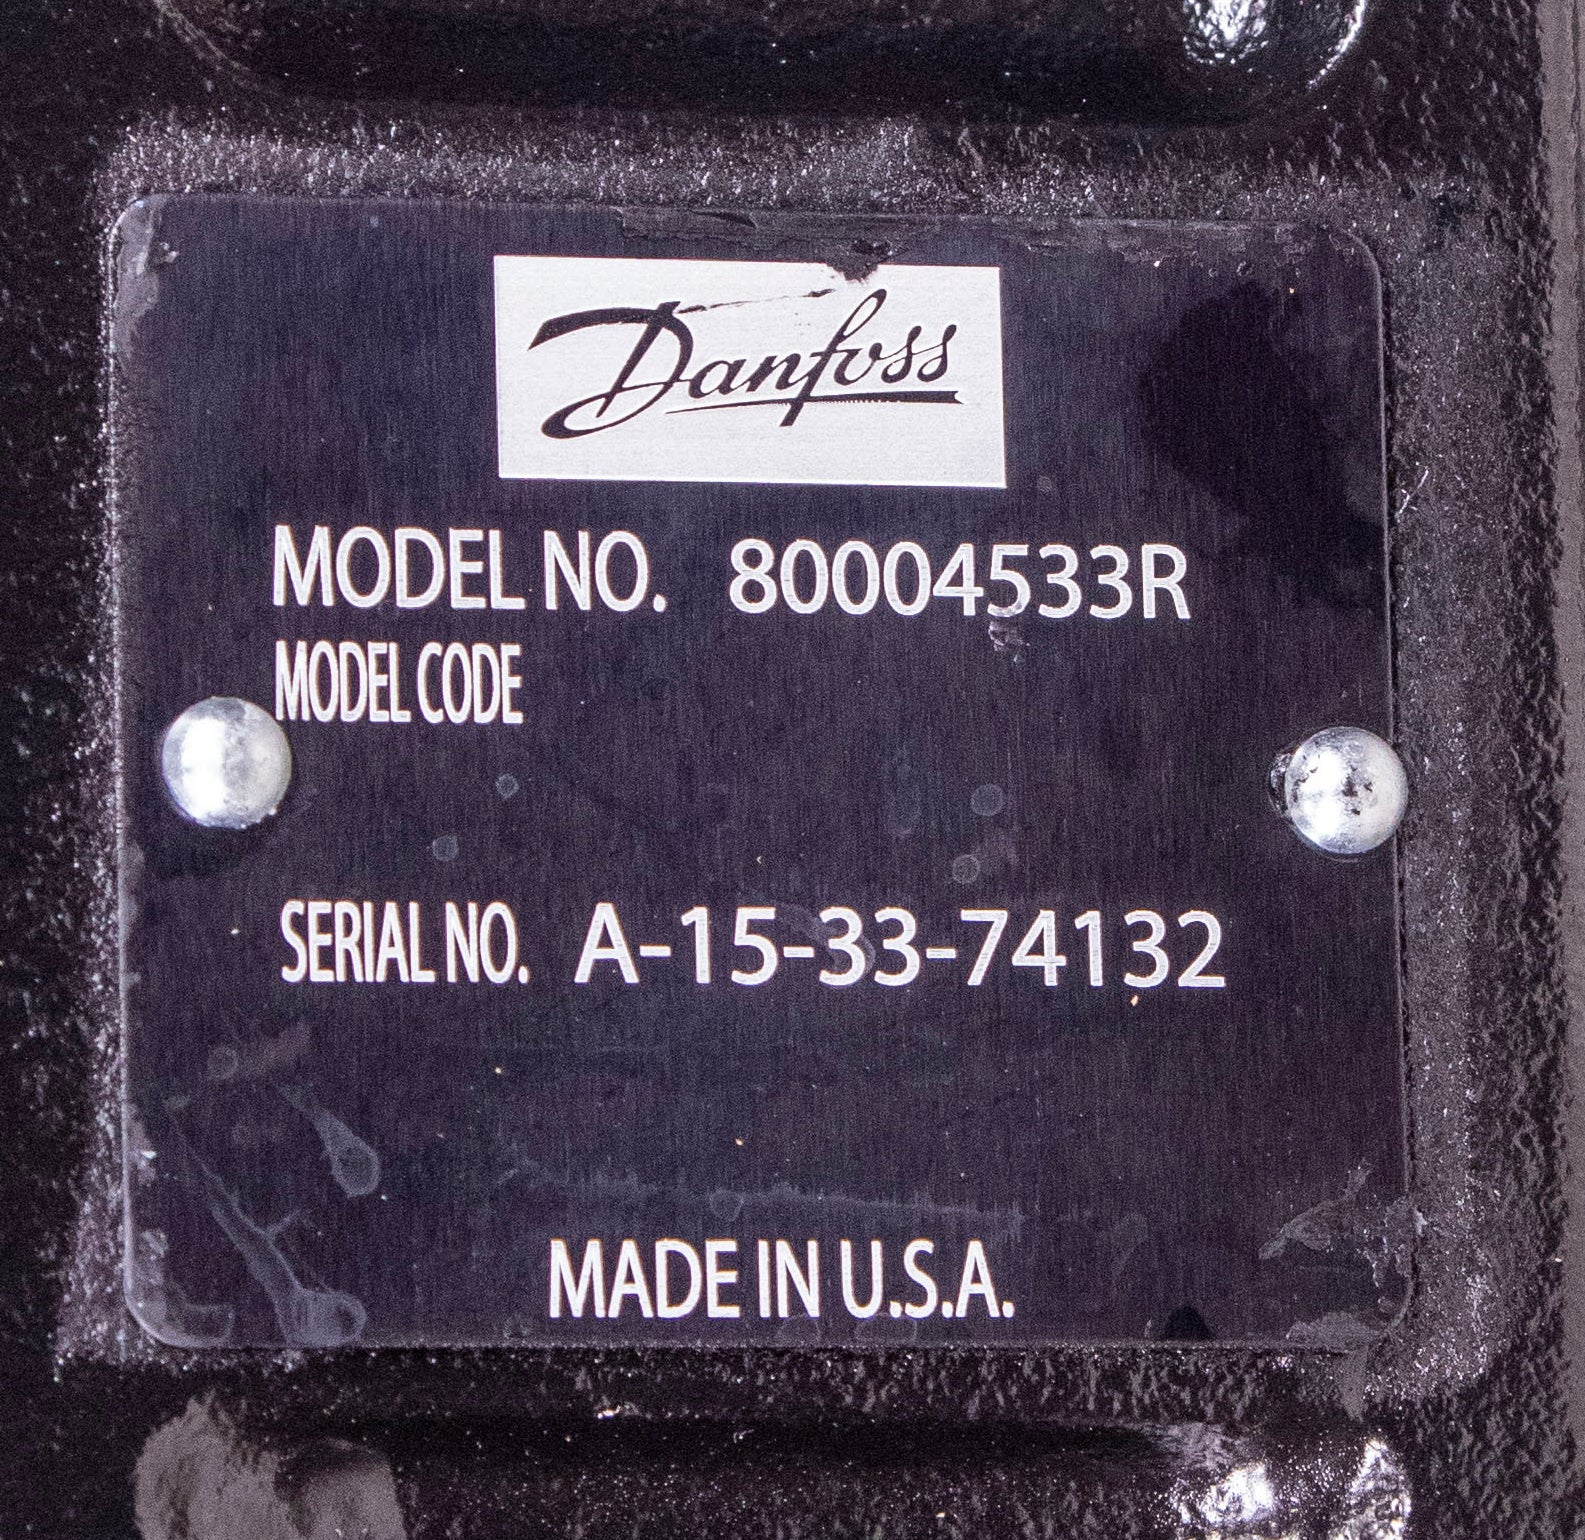 Danfoss
MODEL NO. 80004533R
MODEL CODE
SERIAL NO. A-15-33-74132
MADE IN U.S.A.